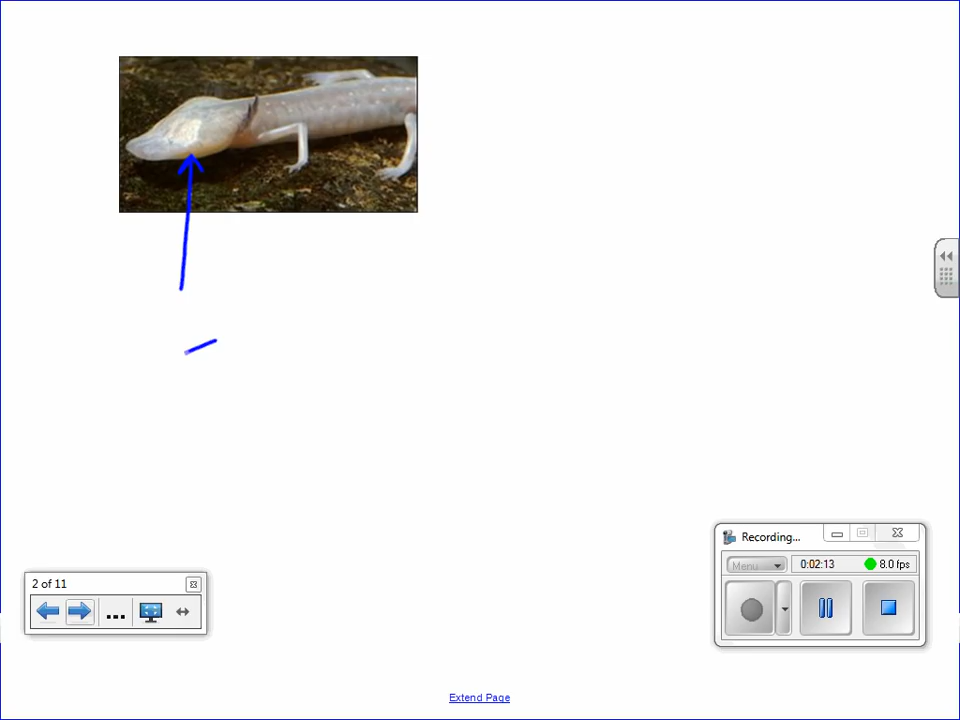 Recording...
Menu
0:02:13
8.0 fps
2 of 11
...
Extend Page